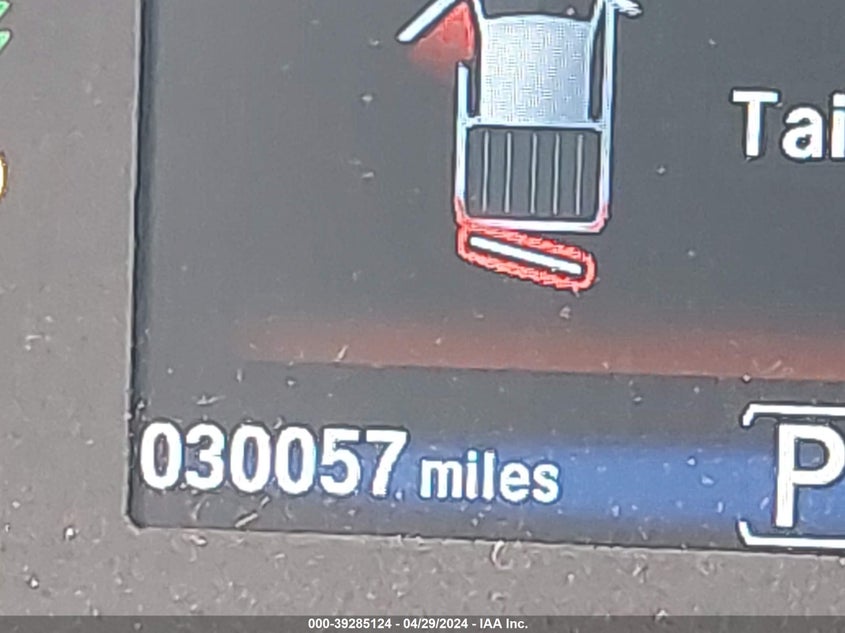 Tai
030057 miles
P
000-39285124 - 04/29/2024 - IAA Inc.